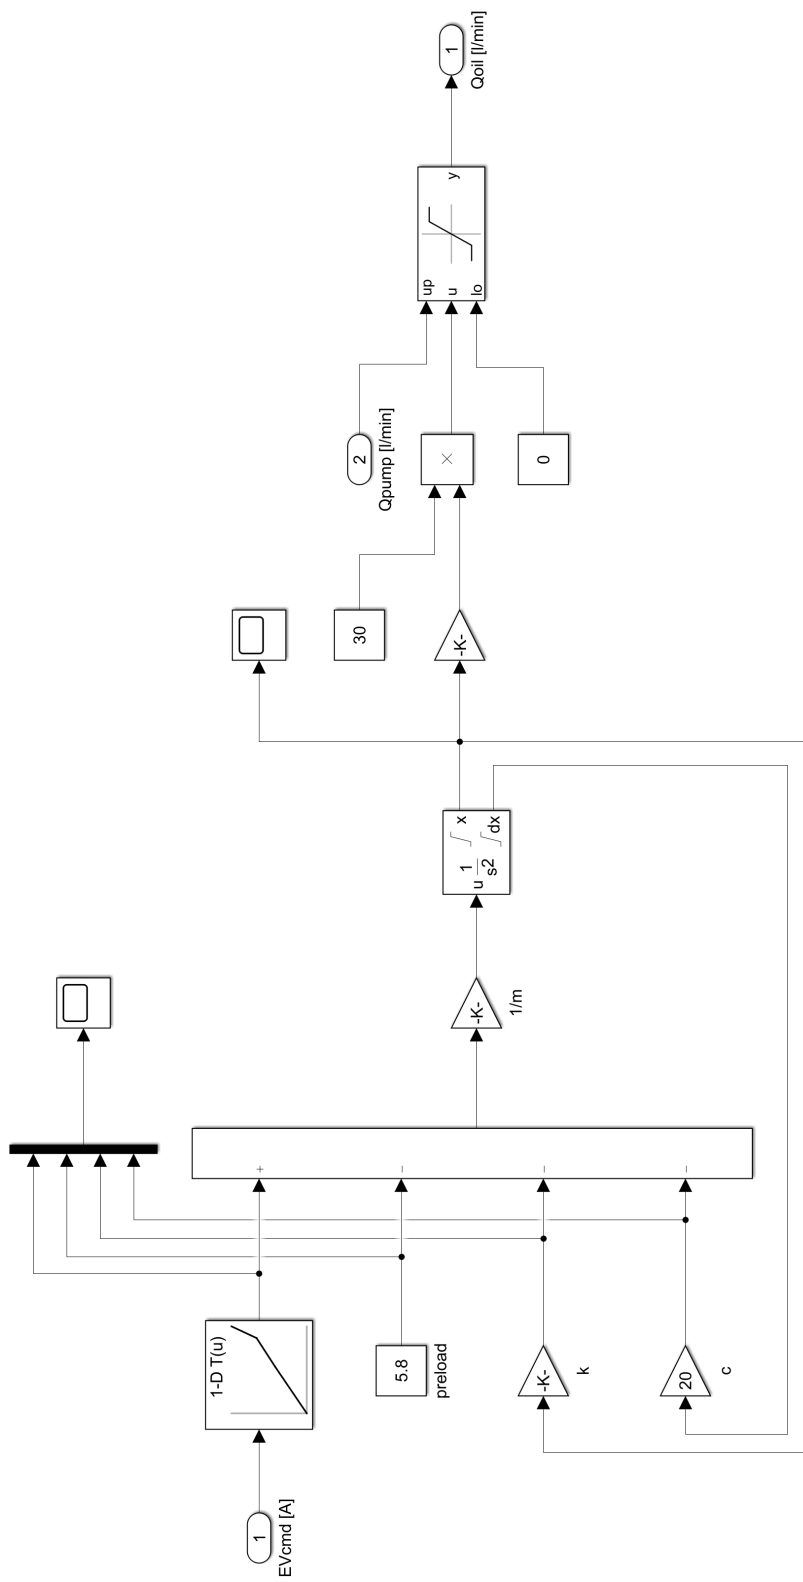 1
EVcmd [A]
1-D T(u)
5.8
preload
-K-
k
20
c
+
−
−
−
-K-
1/m
u
1
s2
x
dx
30
-K-
2
Qpump [l/min]
×
0
up
u
lo
y
1
Qoil [l/min]